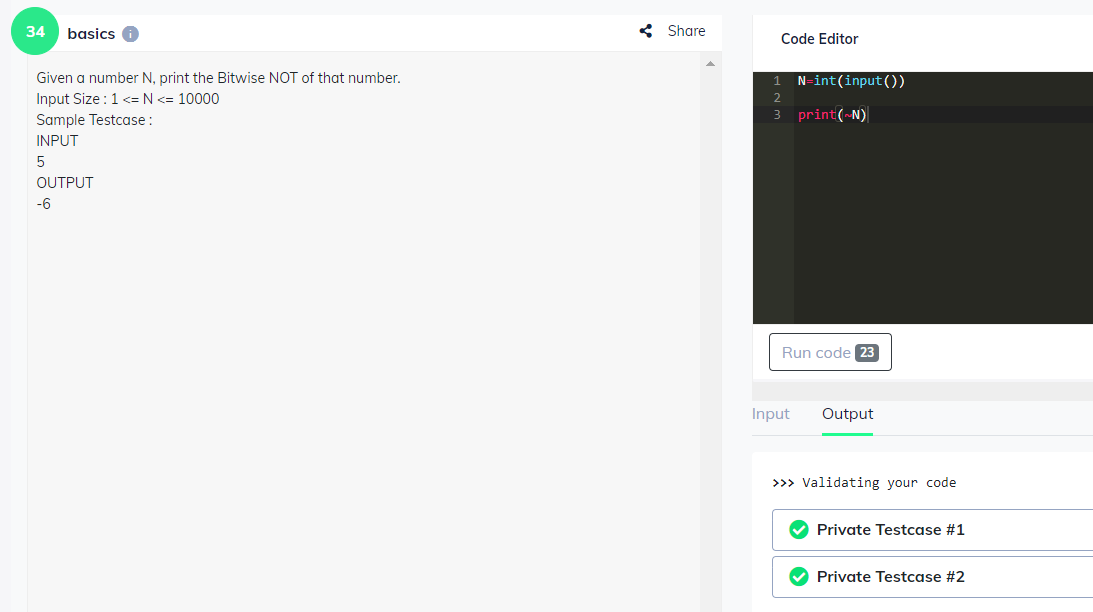 34 basics i
Share
Given a number N, print the Bitwise NOT of that number.
Input Size : 1 <= N <= 10000
Sample Testcase :
INPUT
5
OUTPUT
-6
Code Editor
1 N=int(input())
2
3 print(~N)
Run code 23
Input Output
>>> Validating your code
Private Testcase #1
Private Testcase #2